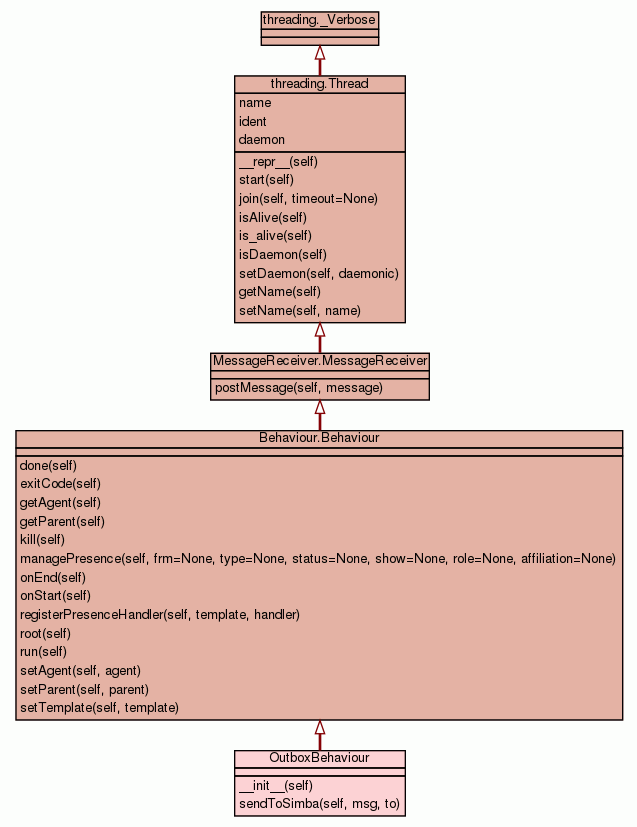 threading._Verbose
threading.Thread
name
ident
daemon
__repr__(self)
start(self)
join(self, timeout=None)
isAlive(self)
is_alive(self)
isDaemon(self)
setDaemon(self, daemonic)
getName(self)
setName(self, name)
MessageReceiver.MessageReceiver
postMessage(self, message)
Behaviour.Behaviour
done(self)
exitCode(self)
getAgent(self)
getParent(self)
kill(self)
managePresence(self, frm=None, type=None, status=None, show=None, role=None, affiliation=None)
onEnd(self)
onStart(self)
registerPresenceHandler(self, template, handler)
root(self)
run(self)
setAgent(self, agent)
setParent(self, parent)
setTemplate(self, template)
OutboxBehaviour
__init__(self)
sendToSimba(self, msg, to)